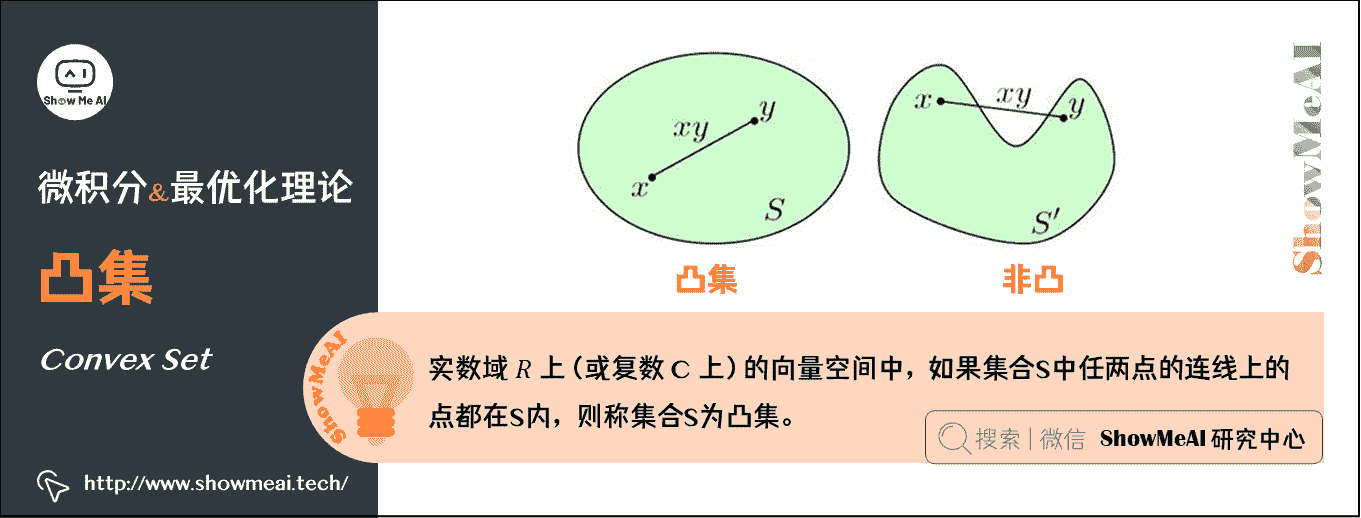 Show Me AI
微积分&最优化理论
凸集
Convex Set
http://www.showmeai.tech/
x
xy
y
S
凸集
x
xy
y
S′
非凸
ShowMeAI
ShowMeAI
实数域 R 上（或复数 C 上）的向量空间中，如果集合S中任两点的连线上的
点都在S内，则称集合S为凸集。
搜索｜微信 ShowMeAI 研究中心